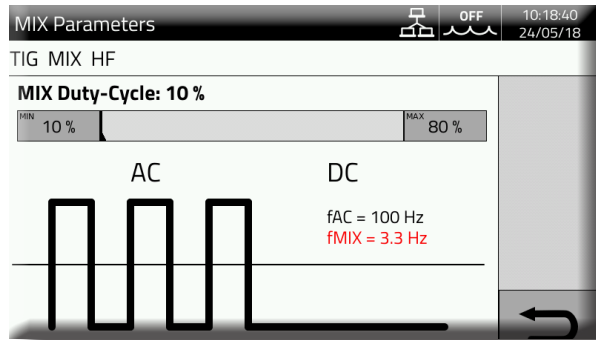 MIX Parameters
OFF
10:18:40
24/05/18
TIG MIX HF
MIX Duty-Cycle: 10 %
MIN 10 %
MAX 80 %
AC DC
fAC = 100 Hz
fMIX = 3.3 Hz